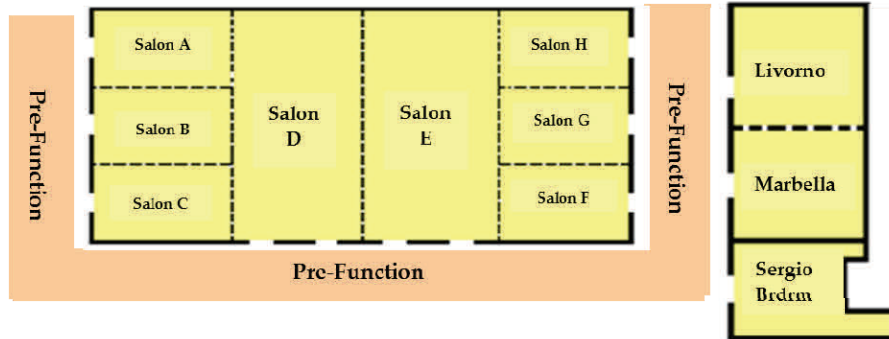 Pre-Function
Salon A
Salon B
Salon C
Salon
D
Salon
E
Salon H
Salon G
Salon F
Pre-Function
Pre-Function
Livorno
Marbella
Sergio
Brdrm